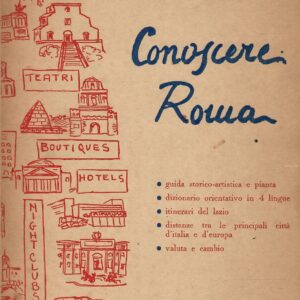 Conoscere
Roma
TEATRI
BOUTIQUES
HOTELS
NIGHT CLUBS
• guida storico-artistica e pianta
• dizionario orientativo in 4 lingue
• itinerari del lazio
• distanze tra le principali città
d'italia e d'europa
• valuta e cambio